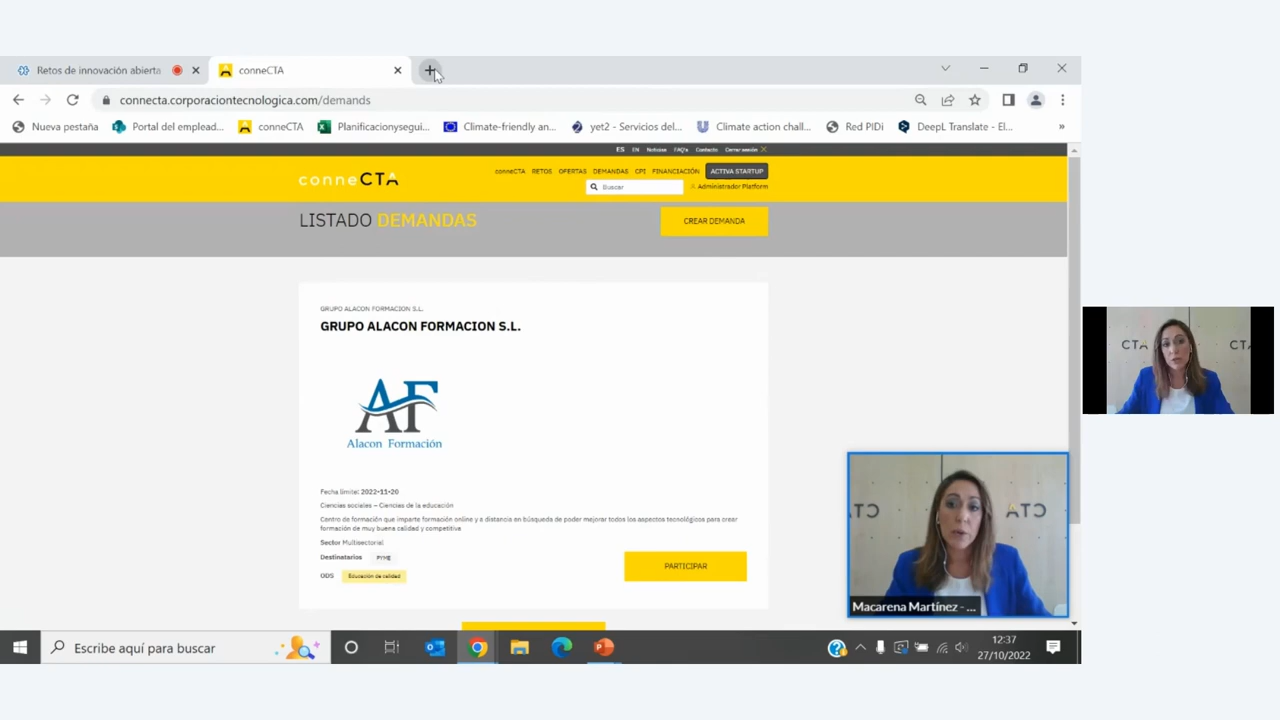 Retos de innovación abierta
conneCTA
connecta.corporaciontecnologica.com/demands
Nueva pestaña
Portal del emplead...
conneCTA
Planificacionysegui...
Climate-friendly an...
yet2 - Servicios del...
Climate action chall...
Red PIDi
DeepL Translate - El...
»
ES EN Noticias FAQ's Contacto Cerrar sesión
conneCTA
conneCTA RETOS OFERTAS DEMANDAS CPI FINANCIACIÓN ACTIVA STARTUP
Buscar
Administrador Platform
LISTADO DEMANDAS
CREAR DEMANDA
GRUPO ALACON FORMACION S.L.
GRUPO ALACON FORMACION S.L.
AF
Alacon Formación
Fecha límite: 2022-11-20
Ciencias sociales – Ciencias de la educación
Centro de formación que imparte formación online y a distancia en búsqueda de poder mejorar todos los aspectos tecnológicos para crear
formación de muy buena calidad y competitiva
Sector Multisectorial
Destinatarios PYME
ODS Educación de calidad
PARTICIPAR
CTA
CTA
CTA
CTA
Macarena Martínez - ...
Escribe aquí para buscar
12:37
27/10/2022